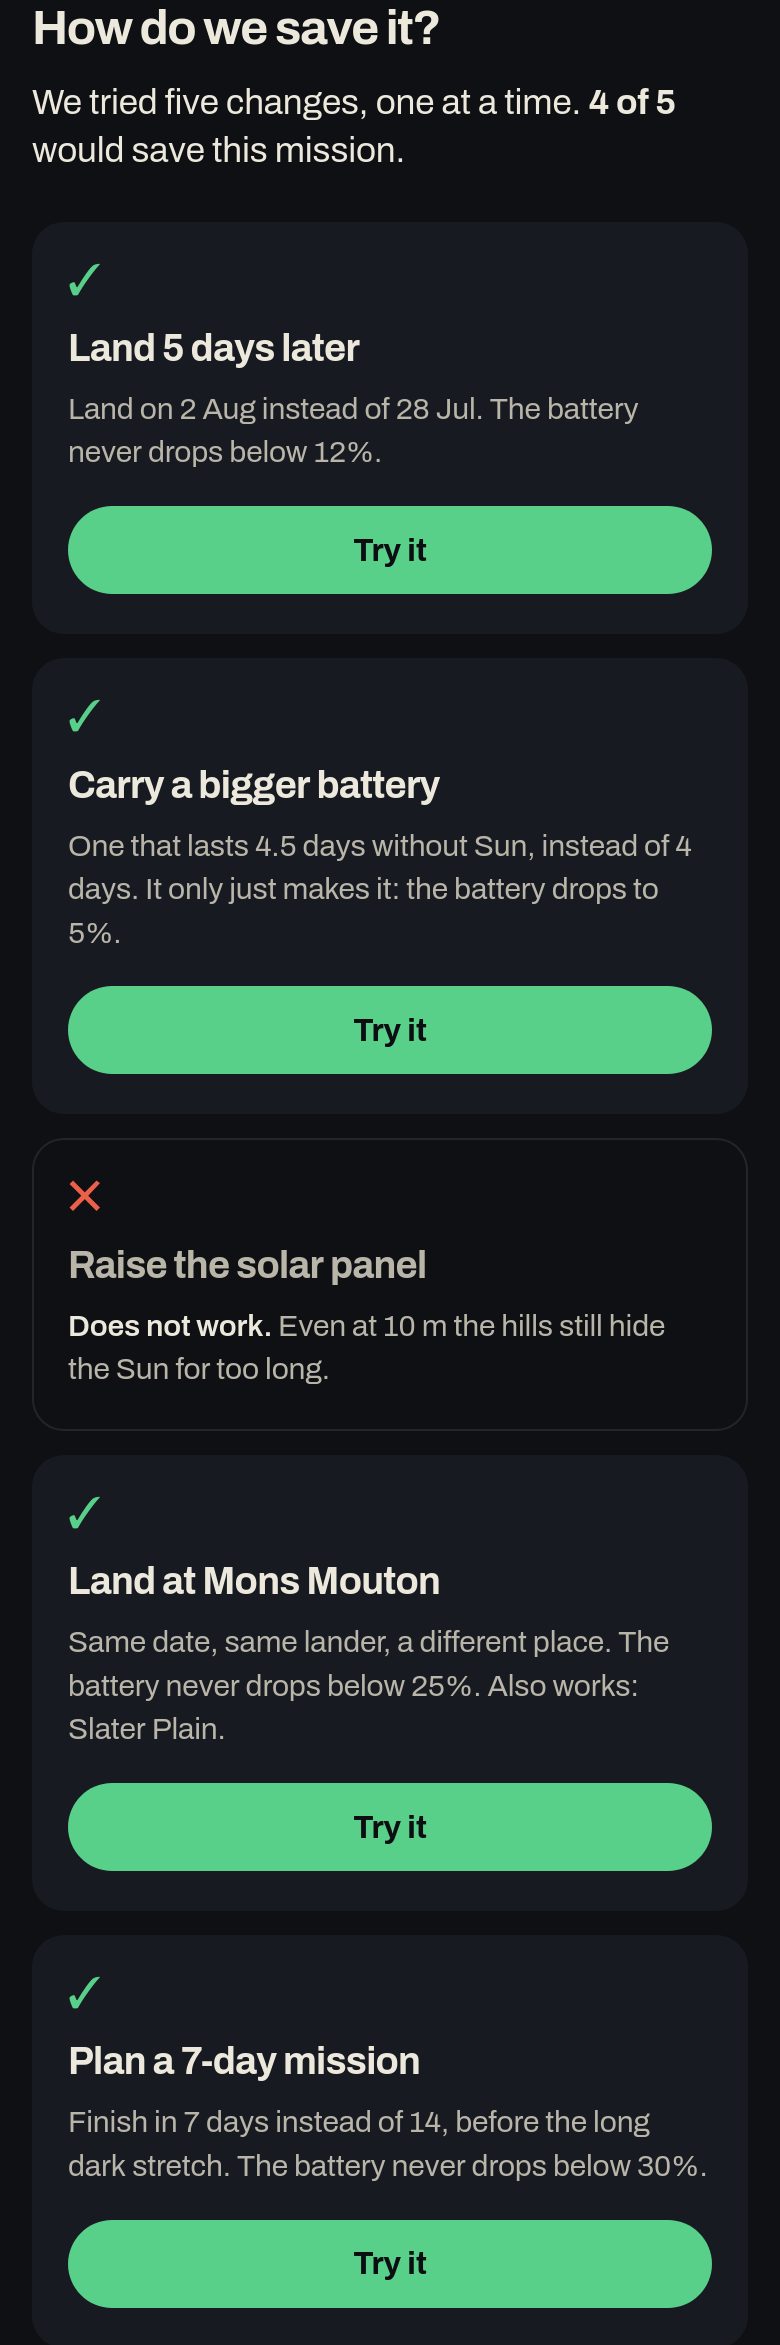 How do we save it?
We tried five changes, one at a time. 4 of 5
would save this mission.
✓
Land 5 days later
Land on 2 Aug instead of 28 Jul. The battery
never drops below 12%.
Try it
✓
Carry a bigger battery
One that lasts 4.5 days without Sun, instead of 4
days. It only just makes it: the battery drops to
5%.
Try it
✕
Raise the solar panel
Does not work. Even at 10 m the hills still hide
the Sun for too long.
✓
Land at Mons Mouton
Same date, same lander, a different place. The
battery never drops below 25%. Also works:
Slater Plain.
Try it
✓
Plan a 7-day mission
Finish in 7 days instead of 14, before the long
dark stretch. The battery never drops below 30%.
Try it